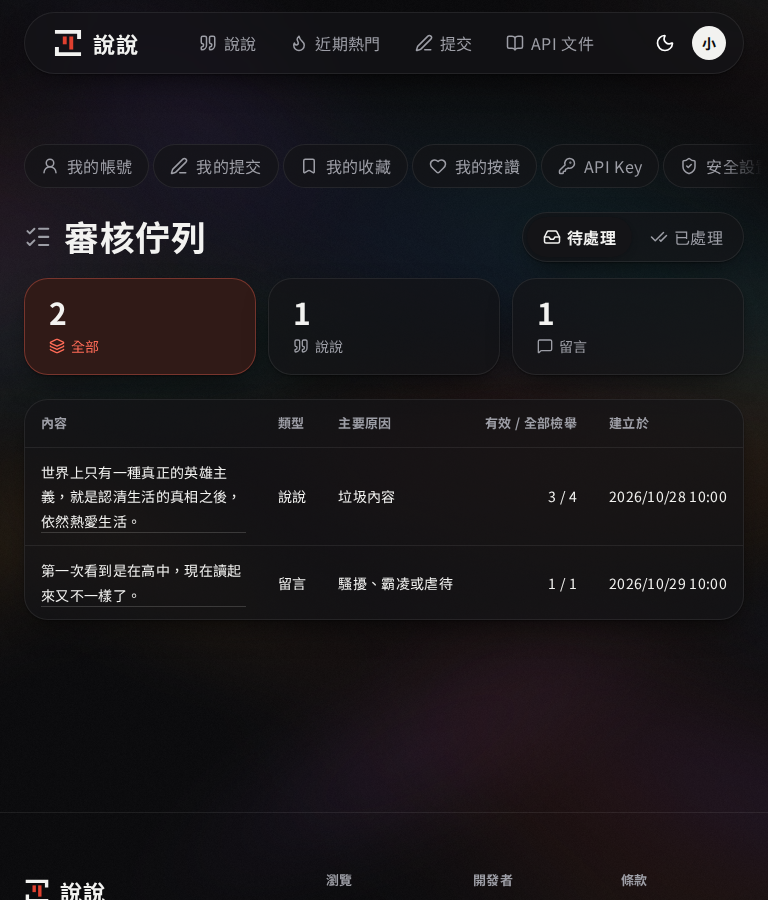 說說
說說
近期熱門
提交
API 文件
小
我的帳號
我的提交
我的收藏
我的按讚
API Key
安全設
審核佇列
待處理
已處理
2
全部
1
說說
1
留言
內容
類型
主要原因
有效 / 全部檢舉
建立於
世界上只有一種真正的英雄主
義，就是認清生活的真相之後，
依然熱愛生活。
說說
垃圾內容
3 / 4
2026/10/28 10:00
第一次看到是在高中，現在讀起
來又不一樣了。
留言
騷擾、霸凌或虐待
1 / 1
2026/10/29 10:00
說說
瀏覽
開發者
條款